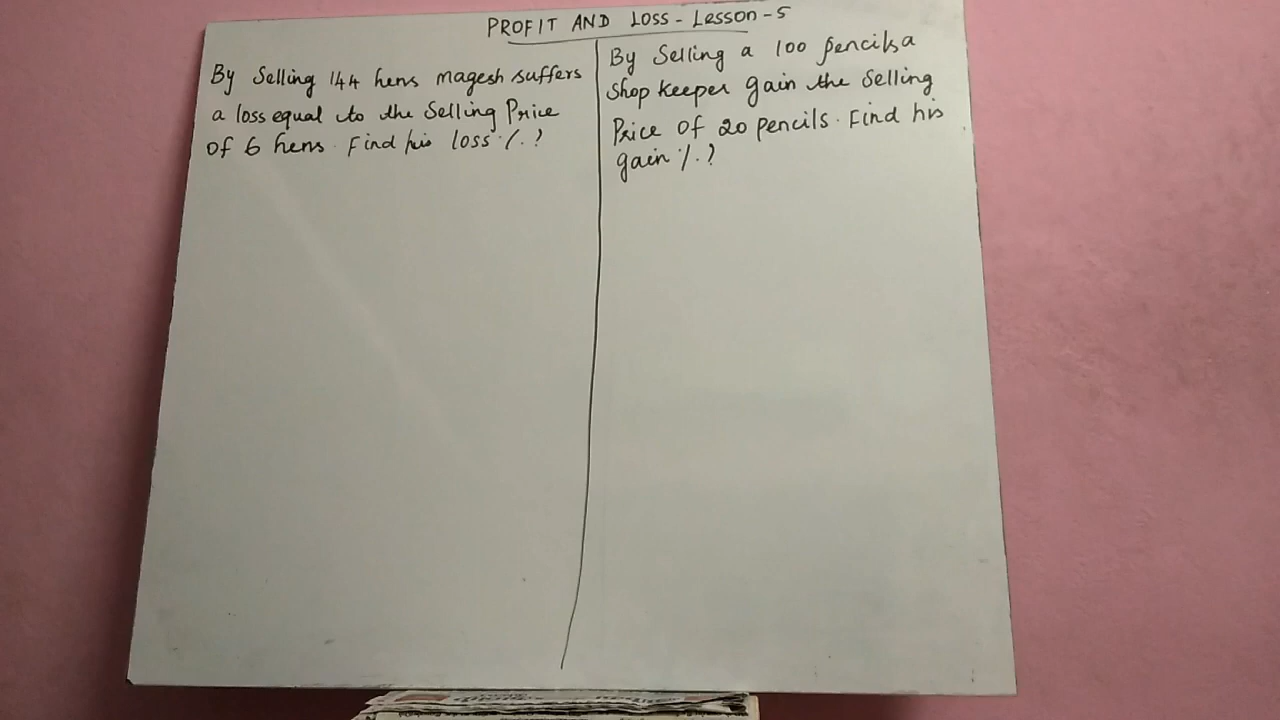 PROFIT AND LOSS - Lesson - 5
By Selling 144 hens magesh suffers
a loss equal to the Selling Price
of 6 hens. Find his loss %.?
By Selling a 100 pencils a
Shop keeper gain the Selling
Price of 20 pencils. Find his
gain %.?